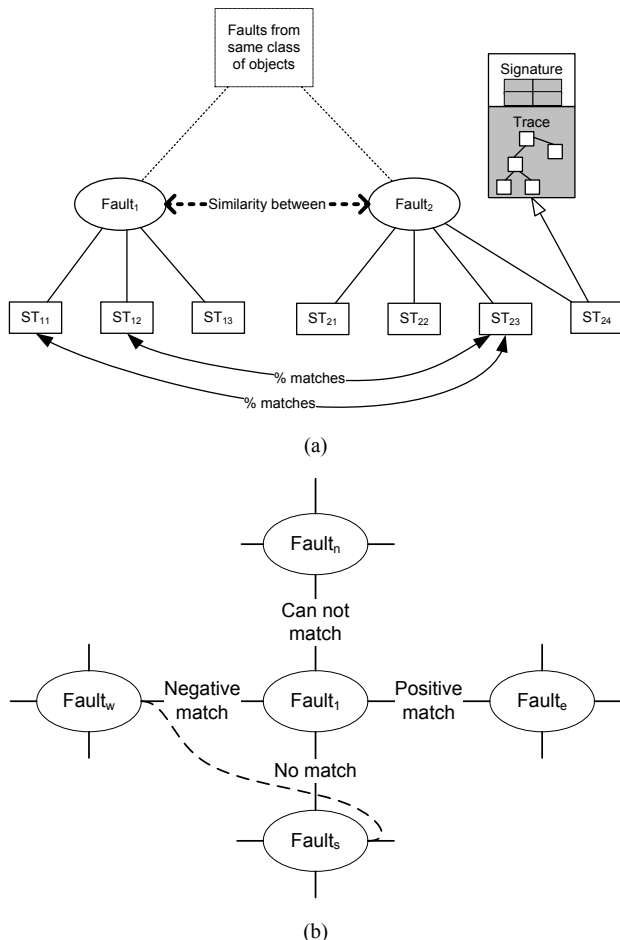 Faults from
same class
of objects
Signature
Trace
Fault₁
Similarity between
Fault₂
ST₁₁
ST₁₂
ST₁₃
ST₂₁
ST₂₂
ST₂₃
ST₂₄
% matches
% matches
(a)
Faultₙ
Can not
match
Fault_w
Negative
match
Fault₁
Positive
match
Faultₑ
No match
Faultₛ
(b)